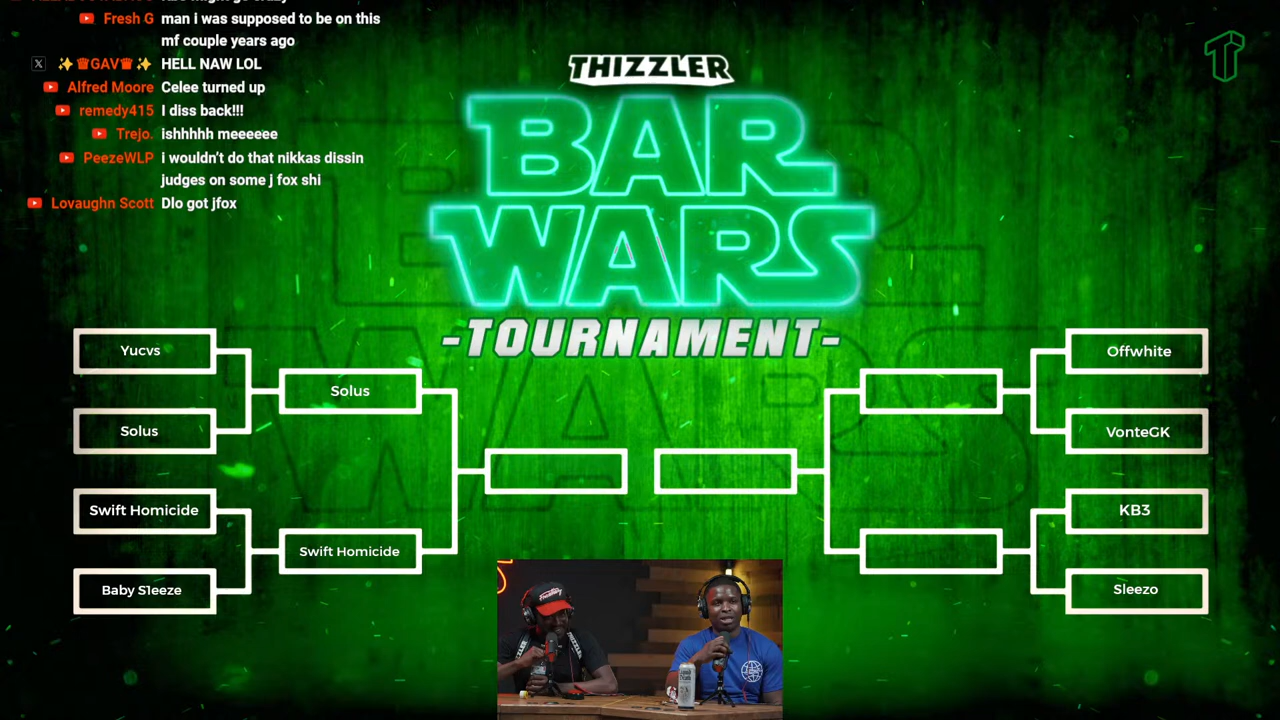 Fresh G man i was supposed to be on this
mf couple years ago
✨♛GAV♛✨ HELL NAW LOL
Alfred Moore Celee turned up
remedy415 I diss back!!!
Trejo. ishhhhh meeeeee
PeezeWLP i wouldn't do that nikkas dissin
judges on some j fox shi
Lovaughn Scott Dlo got jfox
THIZZLER
BAR
WARS
-TOURNAMENT-
Yucvs
Solus
Solus
Swift Homicide
Swift Homicide
Baby S1eeze
Offwhite
VonteGK
KB3
Sleezo